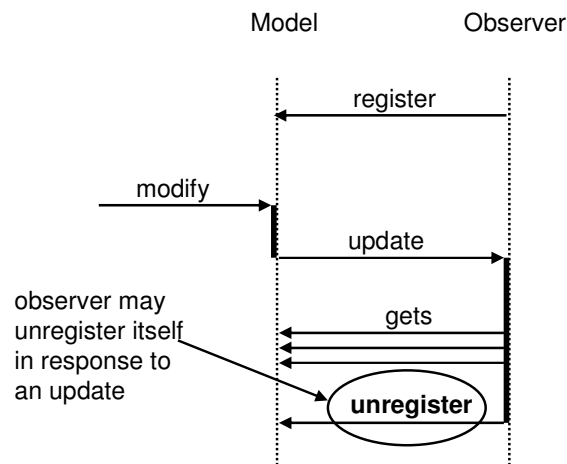 Model
Observer
register
modify
update
observer may
unregister itself
in response to
an update
gets
unregister